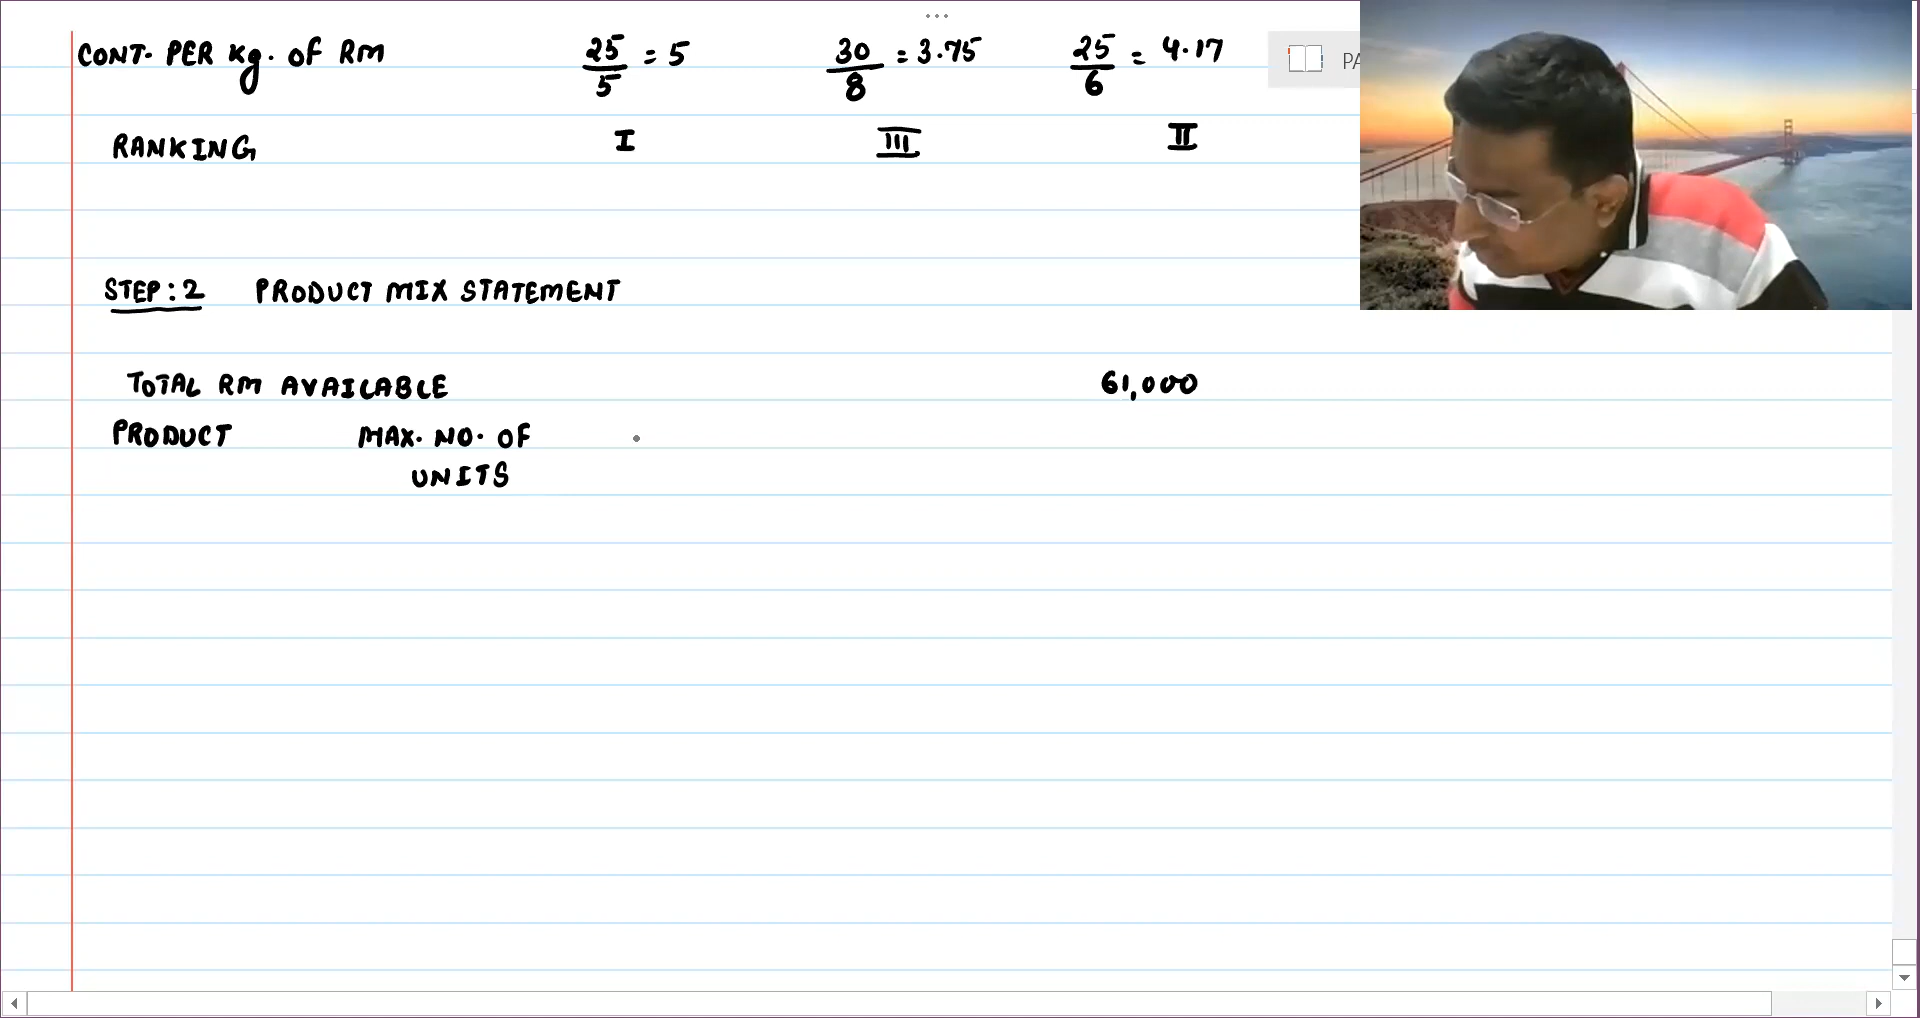 CONT. PER Kg. OF RM 25/5 = 5 30/8 = 3.75 25/6 = 4.17
PA
RANKING I III II
STEP: 2 PRODUCT MIX STATEMENT
TOTAL RM AVAILABLE 61,000
PRODUCT MAX. NO. OF
UNITS